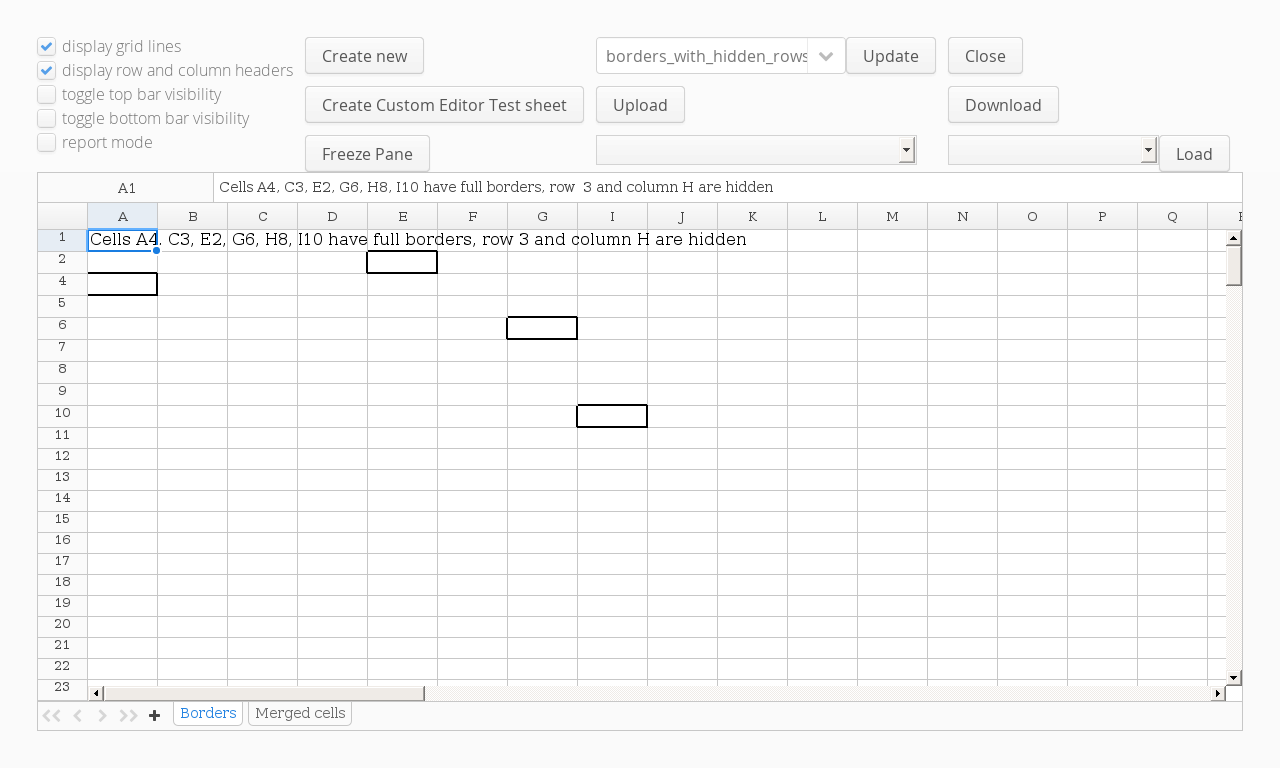 display grid lines
display row and column headers
toggle top bar visibility
toggle bottom bar visibility
report mode
Create new
borders_with_hidden_rows
Update
Close
Create Custom Editor Test sheet
Upload
Download
Freeze Pane
Load
A1
Cells A4, C3, E2, G6, H8, I10 have full borders, row  3 and column H are hidden
A B C D E F G I J K L M N O P Q
1 Cells A4, C3, E2, G6, H8, I10 have full borders, row 3 and column H are hidden
2
4
5
6
7
8
9
10
11
12
13
14
15
16
17
18
19
20
21
22
23
Borders
Merged cells